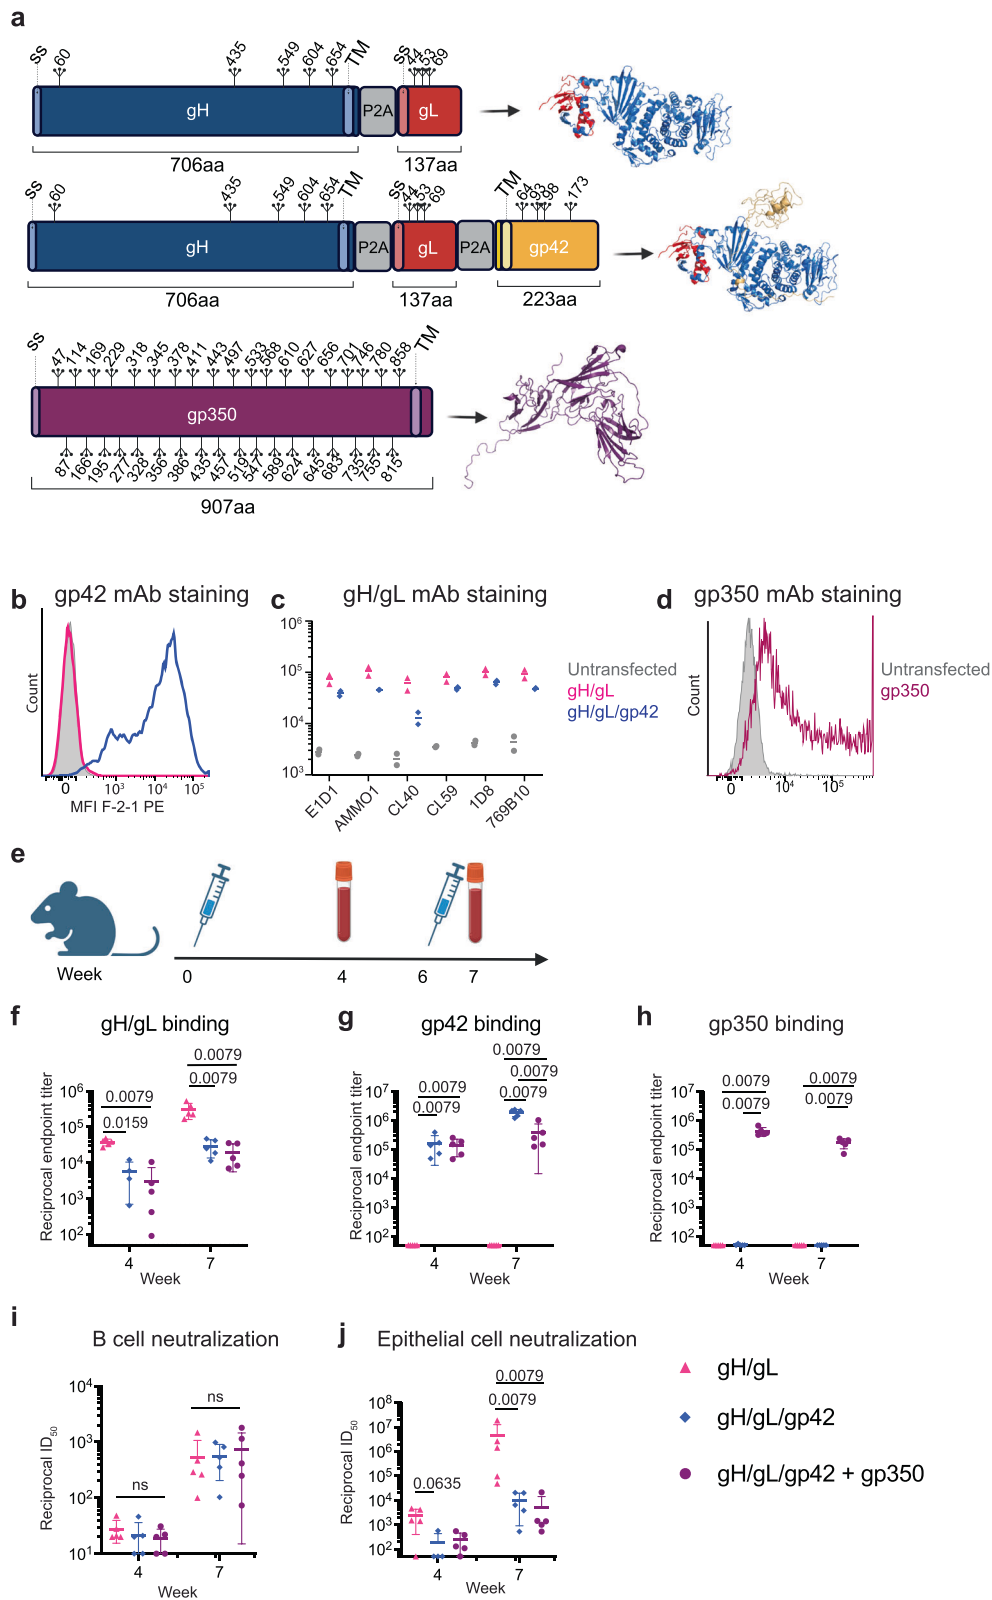 a
ss
60
435
549
604
654
TM
ss
44
53
69
gH
P2A
gL
706aa
137aa
ss
60
435
549
604
654
TM
ss
44
53
69
TM
64
93
98
173
gH
P2A
gL
P2A
gp42
706aa
137aa
223aa
ss
47
114
169
229
318
345
378
411
443
497
533
568
610
627
656
701
746
780
858
TM
gp350
87
166
195
277
328
356
386
435
457
519
547
589
624
645
683
735
755
815
907aa
b
gp42 mAb staining
Count
0
10³
10⁴
10⁵
MFI F-2-1 PE
c
gH/gL mAb staining
10⁶
10⁵
10⁴
10³
E1D1
AMMO1
CL40
CL59
1D8
769B10
Untransfected
gH/gL
gH/gL/gp42
d
gp350 mAb staining
Count
0
10⁴
10⁵
Untransfected
gp350
e
Week
0
4
6
7
f
gH/gL binding
Reciprocal endpoint titer
10⁶
10⁵
10⁴
10³
10²
0.0079
0.0159
0.0079
0.0079
4
7
Week
g
gp42 binding
Reciprocal endpoint titer
10⁷
10⁶
10⁵
10⁴
10³
10²
0.0079
0.0079
0.0079
0.0079
0.0079
4
7
Week
h
gp350 binding
Reciprocal endpoint titer
10⁷
10⁶
10⁵
10⁴
10³
10²
0.0079
0.0079
0.0079
0.0079
4
7
Week
i
B cell neutralization
Reciprocal ID₅₀
10⁴
10³
10²
10¹
ns
ns
4
7
Week
j
Epithelial cell neutralization
Reciprocal ID₅₀
10⁸
10⁷
10⁶
10⁵
10⁴
10³
10²
0.0635
0.0079
0.0079
4
7
Week
gH/gL
gH/gL/gp42
gH/gL/gp42 + gp350